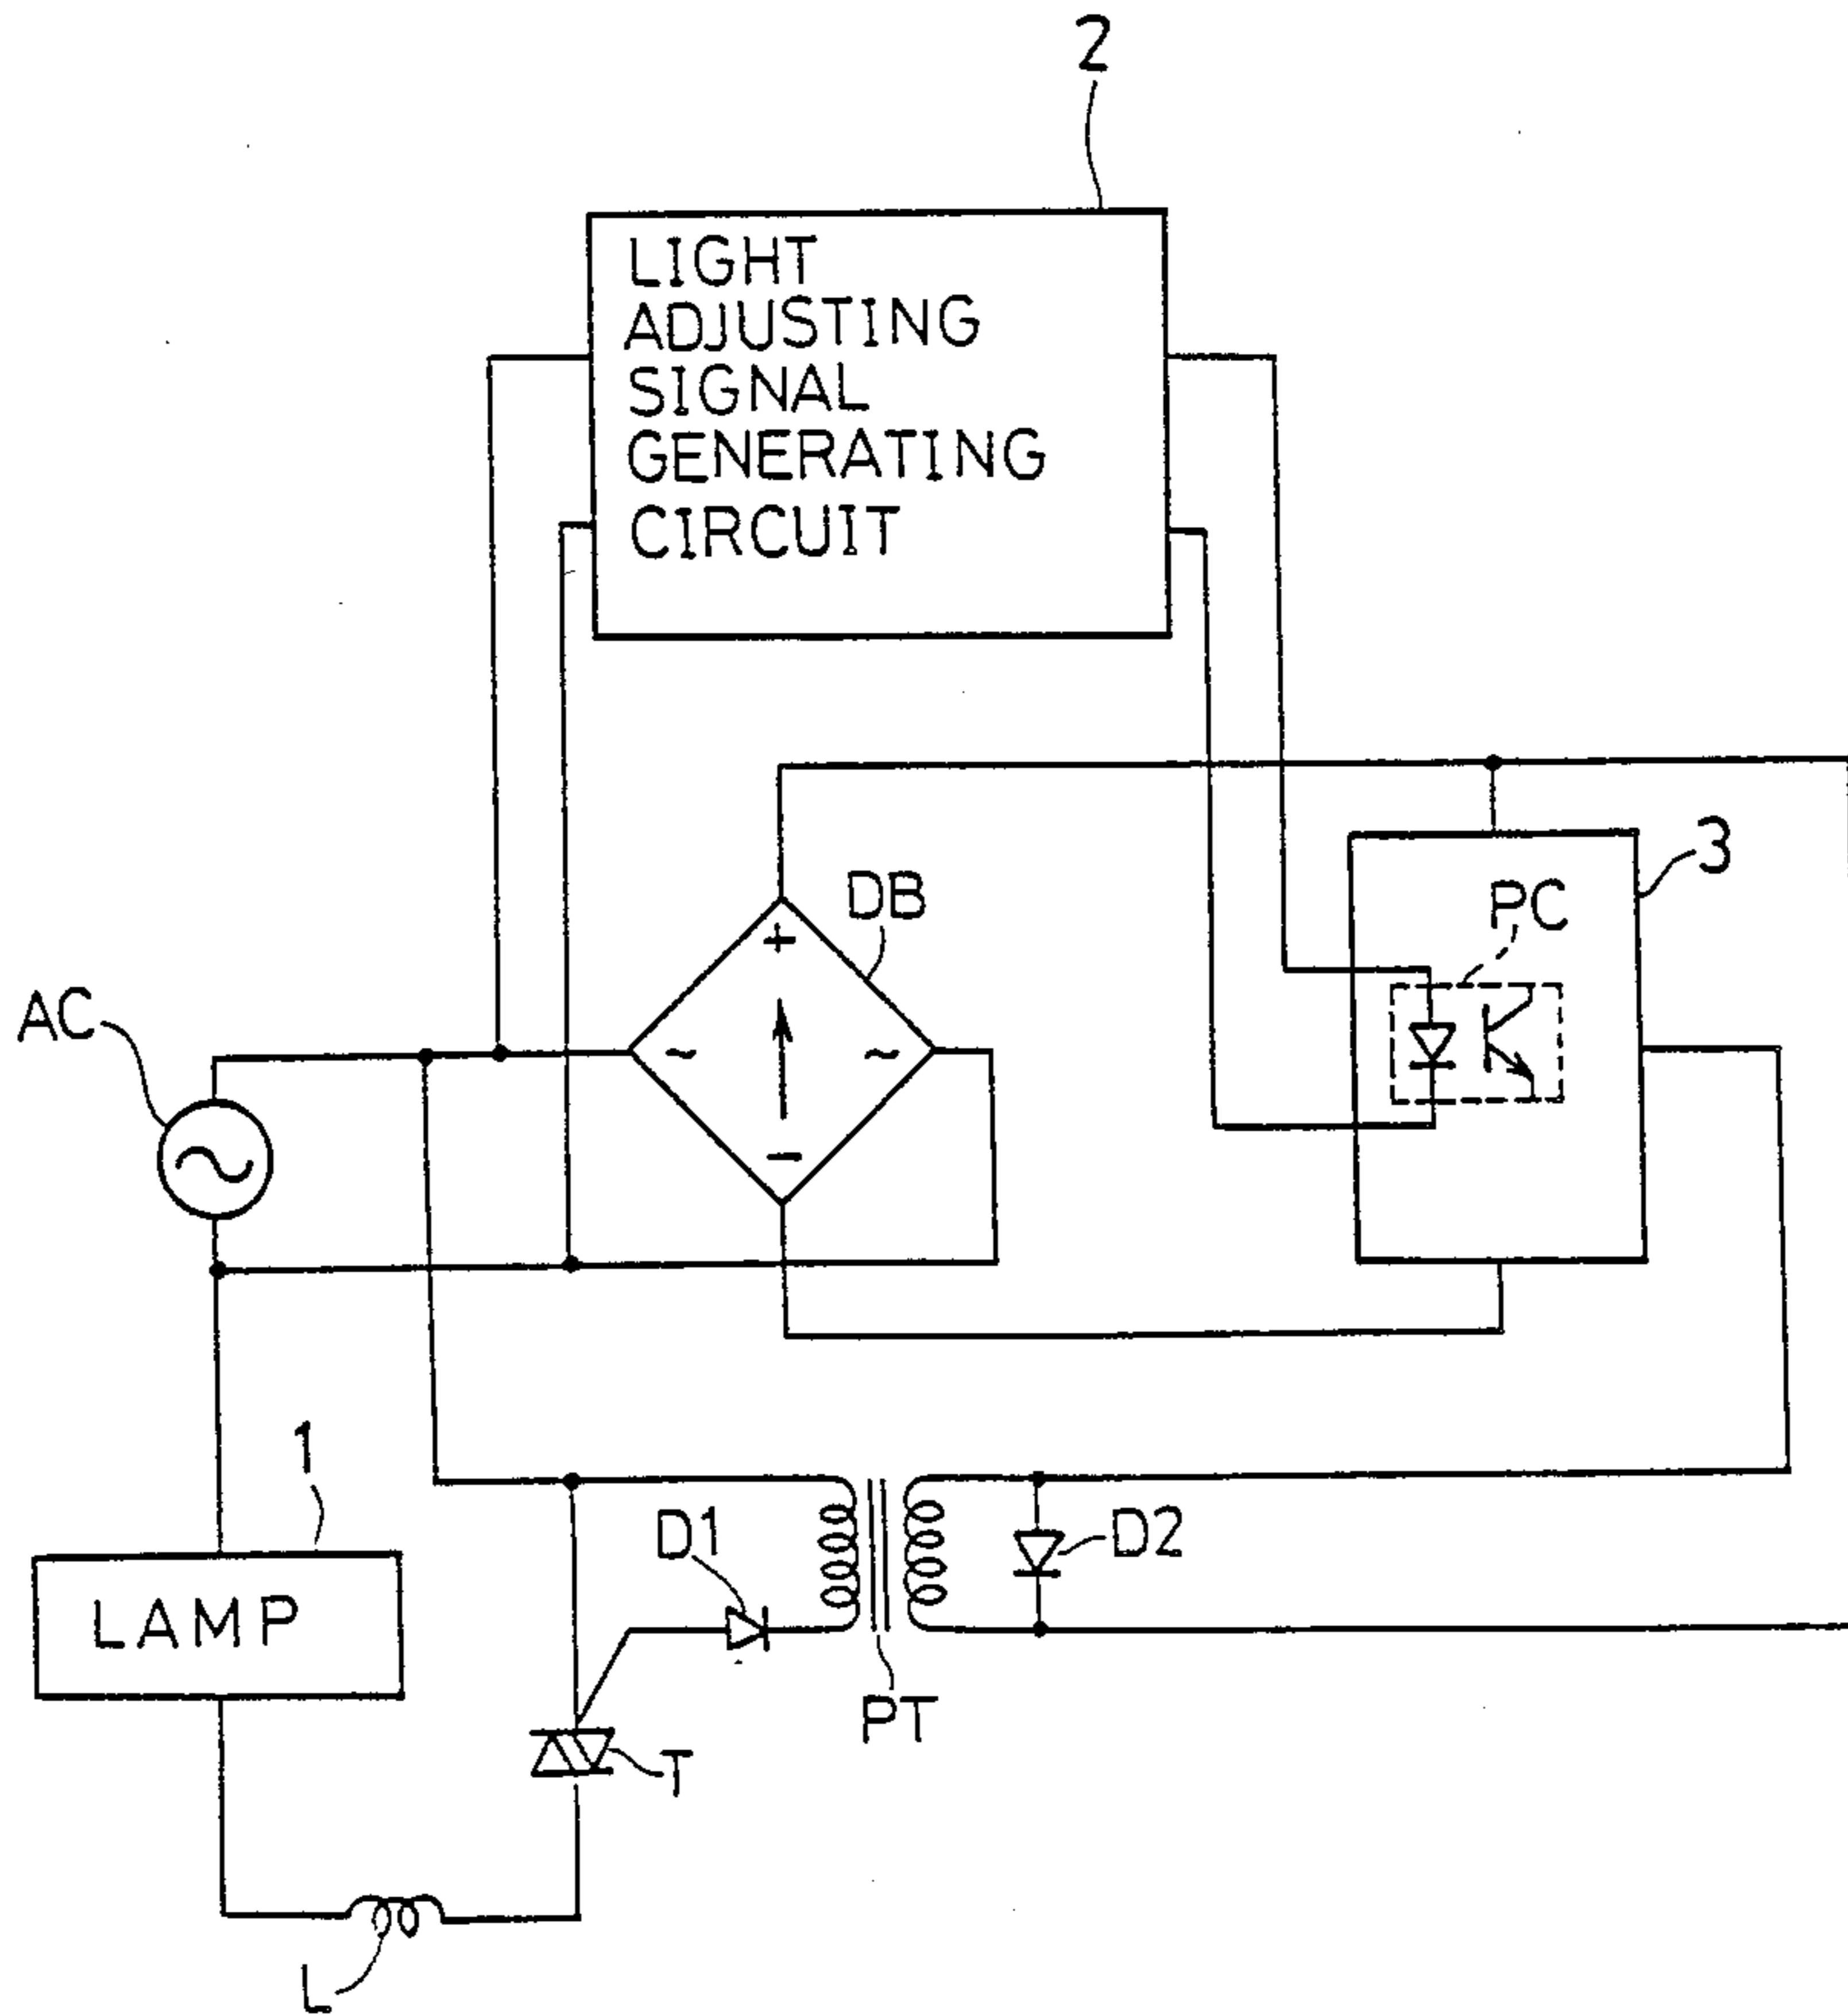 2
LIGHT
ADJUSTING
SIGNAL
GENERATING
CIRCUIT
3
DB
PC
+
~
~
−
AC
1
D1
D2
LAMP
PT
T
L